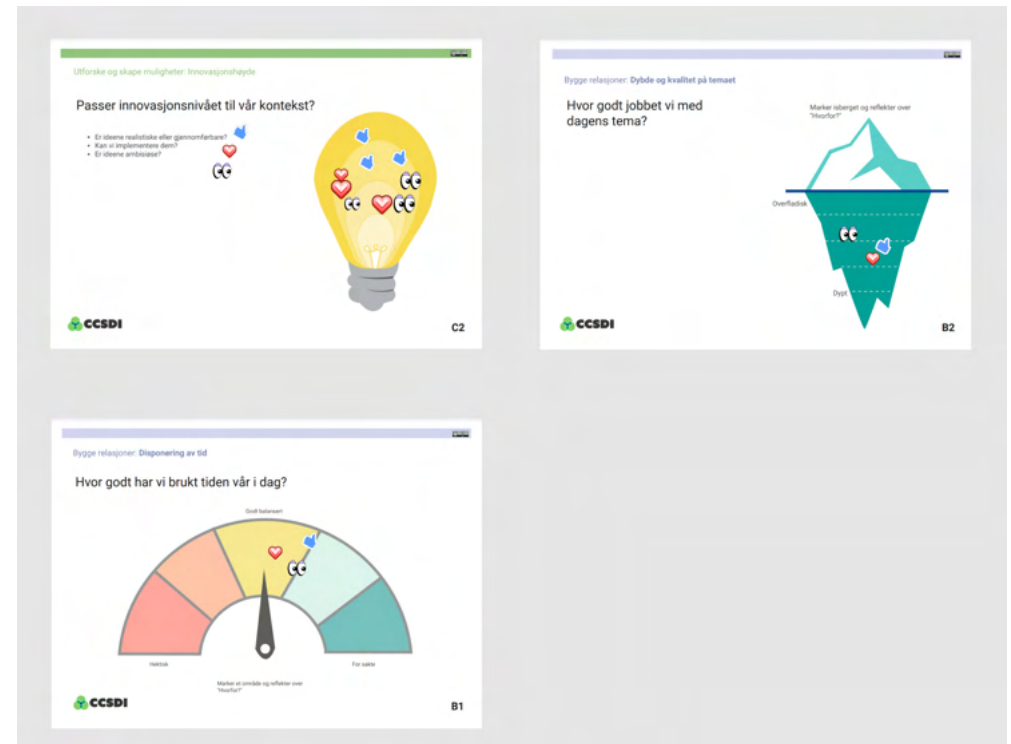 Utforske og skape muligheter: Innovasjonshøyde
Passer innovasjonsnivået til vår kontekst?
• Er ideene realistiske eller gjennomførbare?
• Kan vi implementere dem?
• Er ideene ambisiøse?
CCSDI
C2
Bygge relasjoner: Dybde og kvalitet på temaet
Hvor godt jobbet vi med
dagens tema?
Marker isberget og reflekter over
"Hvorfor?"
Overfladisk
Dypt
CCSDI
B2
Bygge relasjoner: Disponering av tid
Hvor godt har vi brukt tiden vår i dag?
Godt balansert
Hektisk
For sakte
Marker et område og reflekter over
"Hvorfor?"
CCSDI
B1